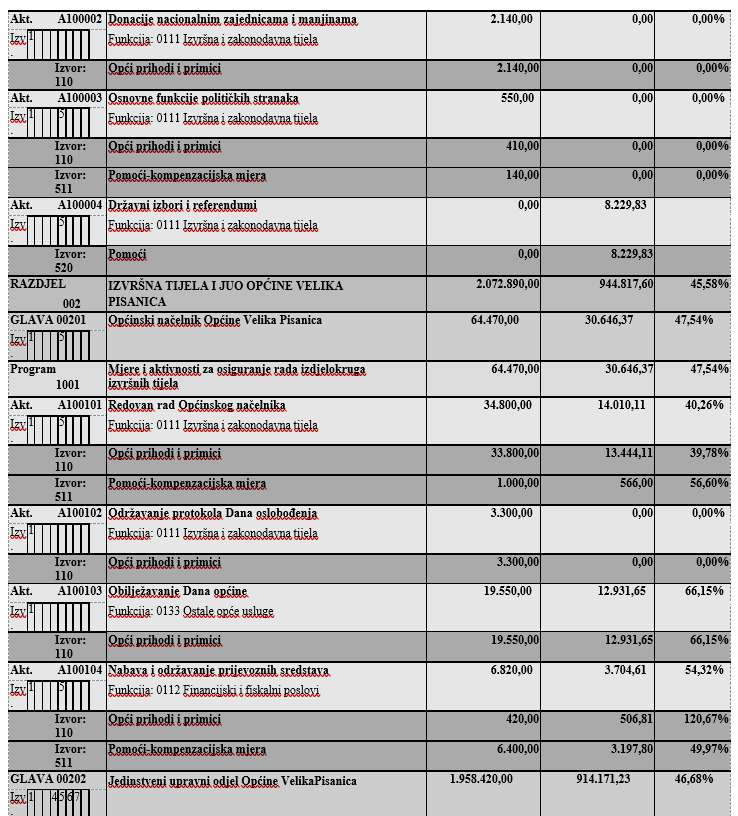 Akt. A100002 Donacije nacionalnim zajednicama i manjinama 2.140,00 0,00 0,00%
Izv 1 Funkcija: 0111 Izvršna i zakonodavna tijela
.
Izvor: Opći prihodi i primici 2.140,00 0,00 0,00%
110
Akt. A100003 Osnovne funkcije političkih stranaka 550,00 0,00 0,00%
Izv 1 5 Funkcija: 0111 Izvršna i zakonodavna tijela
.
Izvor: Opći prihodi i primici 410,00 0,00 0,00%
110
Izvor: Pomoći-kompenzacijska mjera 140,00 0,00 0,00%
511
Akt. A100004 Državni izbori i referendumi 0,00 8.229,83
Izv 5 Funkcija: 0111 Izvršna i zakonodavna tijela
.
Izvor: Pomoći 0,00 8.229,83
520
RAZDJEL IZVRŠNA TIJELA I JUO OPĆINE VELIKA 2.072.890,00 944.817,60 45,58%
002 PISANICA
GLAVA 00201 Općinski načelnik Općine Velika Pisanica 64.470,00 30.646,37 47,54%
Izv 1 5
.
Program Mjere i aktivnosti za osiguranje rada izdjelokruga 64.470,00 30.646,37 47,54%
1001 izvršnih tijela
Akt. A100101 Redovan rad Općinskog načelnika 34.800,00 14.010,11 40,26%
Izv 1 5 Funkcija: 0111 Izvršna i zakonodavna tijela
.
Izvor: Opći prihodi i primici 33.800,00 13.444,11 39,78%
110
Izvor: Pomoći-kompenzacijska mjera 1.000,00 566,00 56,60%
511
Akt. A100102 Održavanje protokola Dana oslobođenja 3.300,00 0,00 0,00%
Izv 1 Funkcija: 0111 Izvršna i zakonodavna tijela
.
Izvor: Opći prihodi i primici 3.300,00 0,00 0,00%
110
Akt. A100103 Obilježavanje Dana općine 19.550,00 12.931,65 66,15%
Izv 1 Funkcija: 0133 Ostale opće usluge
.
Izvor: Opći prihodi i primici 19.550,00 12.931,65 66,15%
110
Akt. A100104 Nabava i održavanje prijevoznih sredstava 6.820,00 3.704,61 54,32%
Izv 1 5 Funkcija: 0112 Financijski i fiskalni poslovi
.
Izvor: Opći prihodi i primici 420,00 506,81 120,67%
110
Izvor: Pomoći-kompenzacijska mjera 6.400,00 3.197,80 49,97%
511
GLAVA 00202 Jedinstveni upravni odjel Općine VelikaPisanica 1.958.420,00 914.171,23 46,68%
Izv 1 4567
.